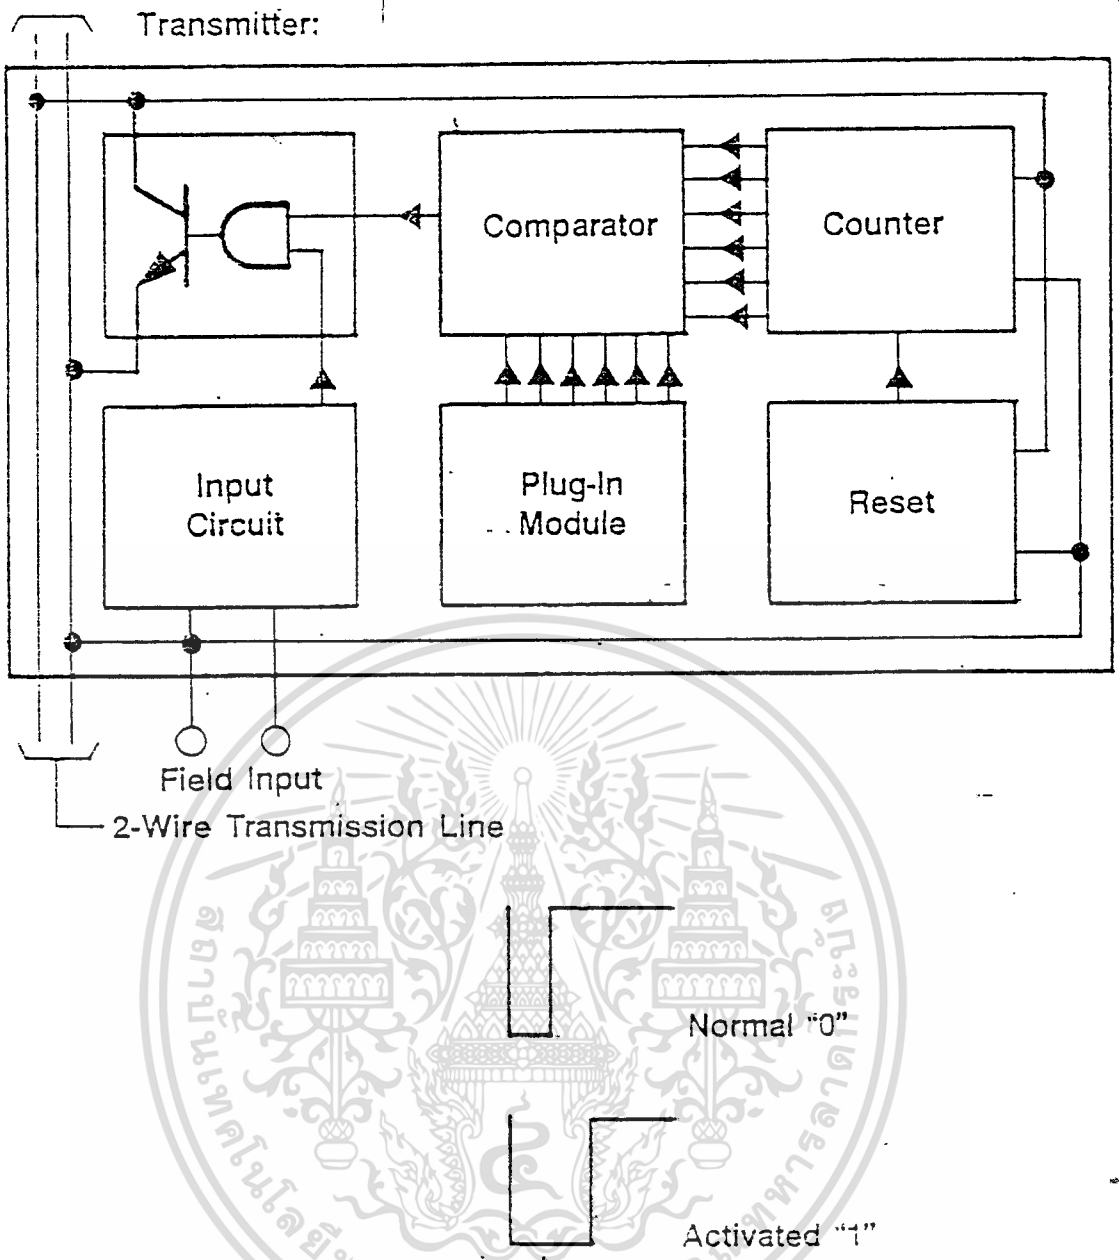 Transmitter:
Comparator
Counter
Input
Circuit
Plug-In
Module
Reset
Field Input
2-Wire Transmission Line
Normal "0"
Activated "1"